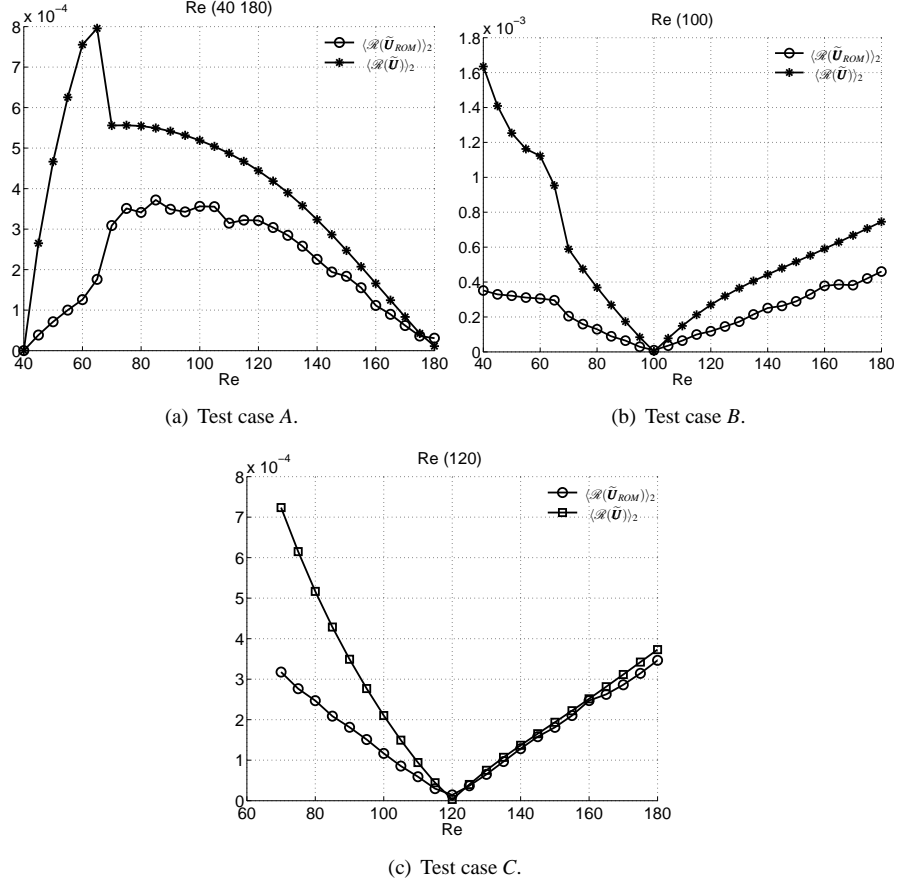 Re (40 180)
x 10⁻⁴
8
7
6
5
4
3
2
1
0
40 60 80 100 120 140 160 180
Re
⟨ℛ(Ũ_ROM)⟩₂
⟨ℛ(Ũ)⟩₂
(a) Test case A.
Re (100)
x 10⁻³
1.8
1.6
1.4
1.2
1
0.8
0.6
0.4
0.2
0
40 60 80 100 120 140 160 180
Re
⟨ℛ(Ũ_ROM)⟩₂
⟨ℛ(Ũ)⟩₂
(b) Test case B.
Re (120)
x 10⁻⁴
8
7
6
5
4
3
2
1
0
60 80 100 120 140 160 180
Re
⟨ℛ(Ũ_ROM)⟩₂
⟨ℛ(Ũ)⟩₂
(c) Test case C.